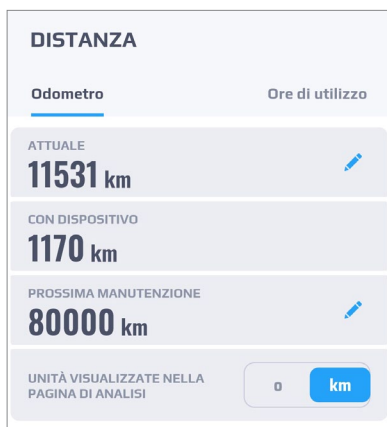 DISTANZA
Odometro Ore di utilizzo
ATTUALE
11531 km
CON DISPOSITIVO
1170 km
PROSSIMA MANUTENZIONE
80000 km
UNITÀ VISUALIZZATE NELLA
PAGINA DI ANALISI
o km